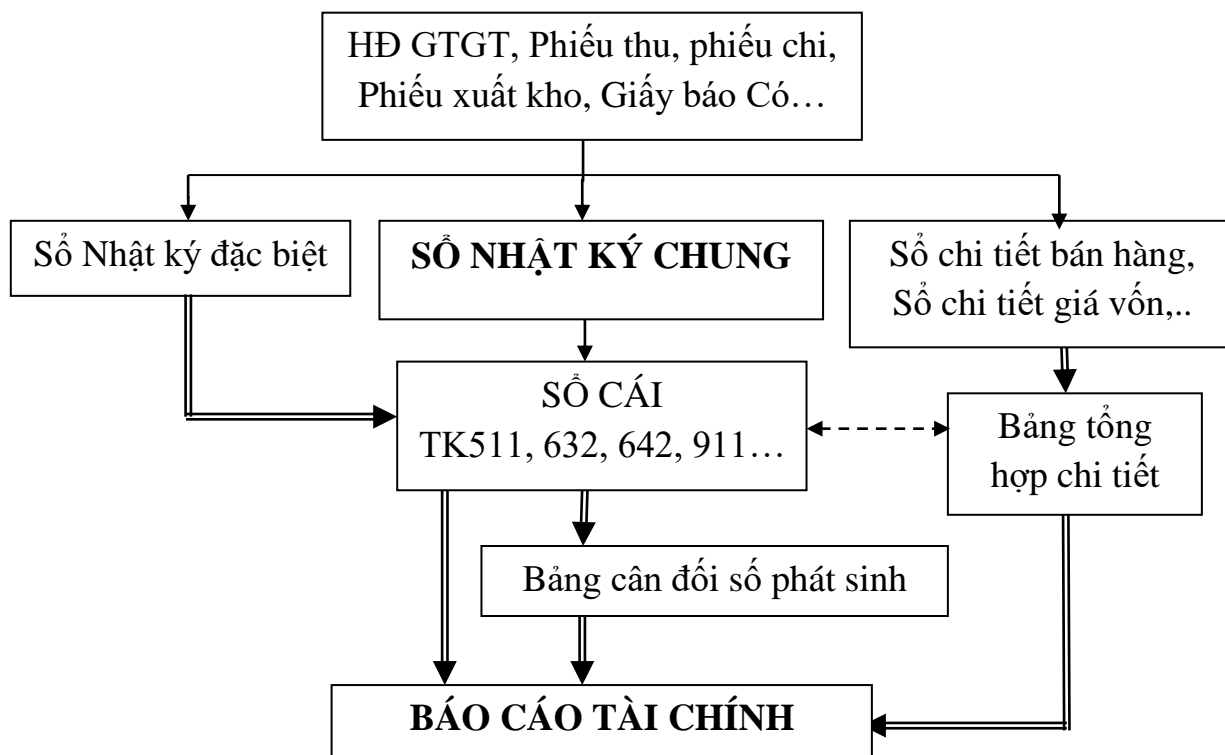 HĐ GTGT, Phiếu thu, phiếu chi,
Phiếu xuất kho, Giấy báo Có…
Sổ Nhật ký đặc biệt
SỔ NHẬT KÝ CHUNG
Sổ chi tiết bán hàng,
Sổ chi tiết giá vốn,..
SỔ CÁI
TK511, 632, 642, 911…
Bảng tổng
hợp chi tiết
Bảng cân đối số phát sinh
BÁO CÁO TÀI CHÍNH